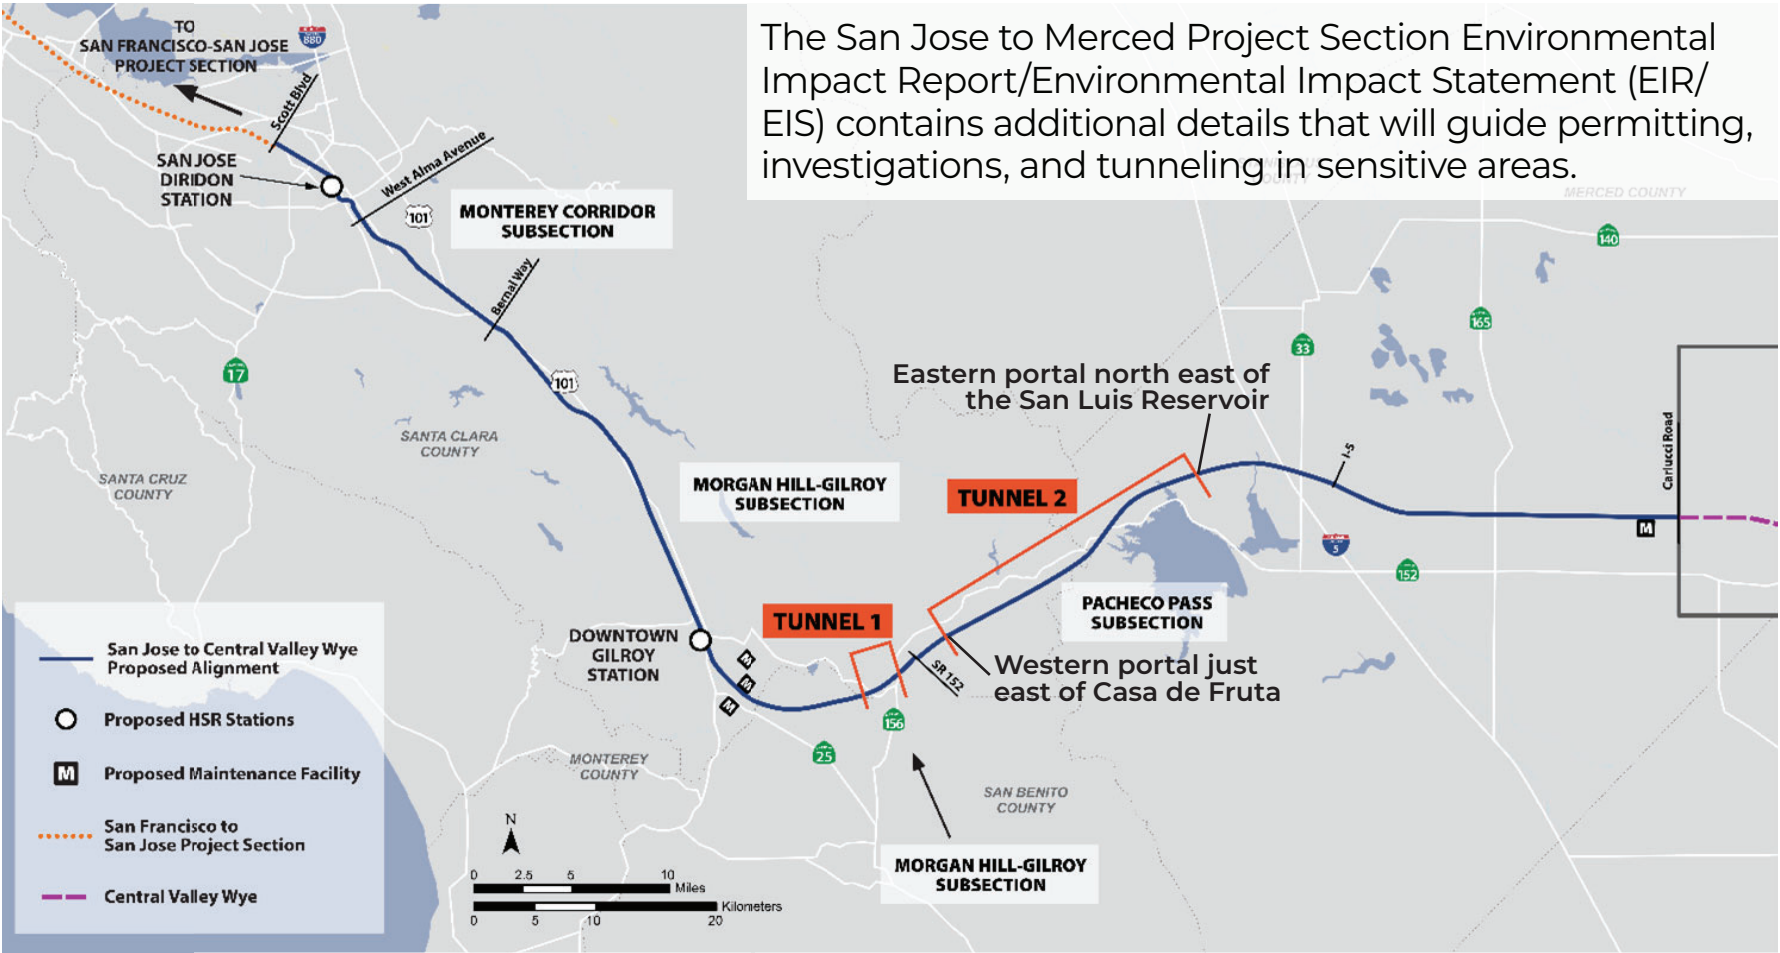 The San Jose to Merced Project Section Environmental
Impact Report/Environmental Impact Statement (EIR/
EIS) contains additional details that will guide permitting,
investigations, and tunneling in sensitive areas.
TO
SAN FRANCISCO-SAN JOSE
PROJECT SECTION
880
Scott Blvd
SAN JOSE
DIRIDON
STATION
West Alma Avenue
101
MONTEREY CORRIDOR
SUBSECTION
COUNTY
MERCED COUNTY
140
Bernal Way
165
33
17
101
Eastern portal north east of
the San Luis Reservoir
SANTA CLARA
COUNTY
I-5
Carlucci Road
SANTA CRUZ
COUNTY
MORGAN HILL-GILROY
SUBSECTION
TUNNEL 2
M
5
152
PACHECO PASS
SUBSECTION
TUNNEL 1
DOWNTOWN
GILROY
STATION
M
M
M
SR 152
Western portal just
east of Casa de Fruta
156
25
MONTEREY
COUNTY
SAN BENITO
COUNTY
MORGAN HILL-GILROY
SUBSECTION
San Jose to Central Valley Wye
Proposed Alignment
Proposed HSR Stations
M
Proposed Maintenance Facility
San Francisco to
San Jose Project Section
Central Valley Wye
N
0 2.5 5 10
Miles
Kilometers
0 5 10 20